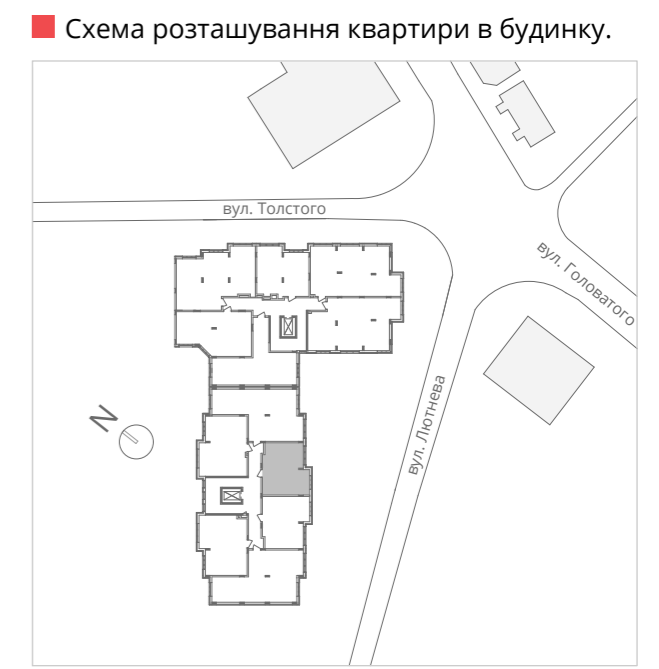 Схема розташування квартири в будинку.
вул. Толстого
вул. Головатого
вул. Лютнева
N